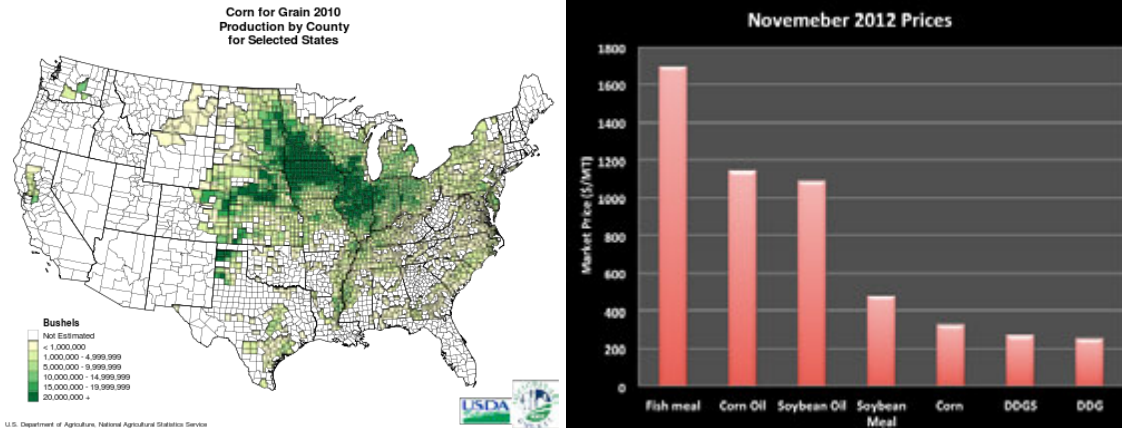 Corn for Grain 2010
Production by County
for Selected States
Bushels
Not Estimated
< 1,000,000
1,000,000 - 4,999,999
5,000,000 - 9,999,999
10,000,000 - 14,999,999
15,000,000 - 19,999,999
20,000,000 +
USDA
U.S. Department of Agriculture, National Agricultural Statistics Service
Novemeber 2012 Prices
Market Price ($/MT)
1800
1600
1400
1200
1000
800
600
400
200
0
Fish meal
Corn Oil
Soybean Oil
Soybean
Meal
Corn
DDGS
DDG